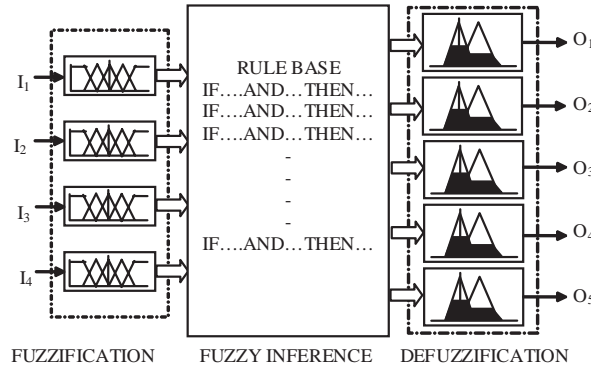 RULE BASE
IF....AND...THEN...
IF....AND...THEN...
IF....AND...THEN...
-
-
-
-
IF....AND...THEN...
I1
I2
I3
I4
O1
O2
O3
O4
O5
FUZZIFICATION
FUZZY INFERENCE
DEFUZZIFICATION